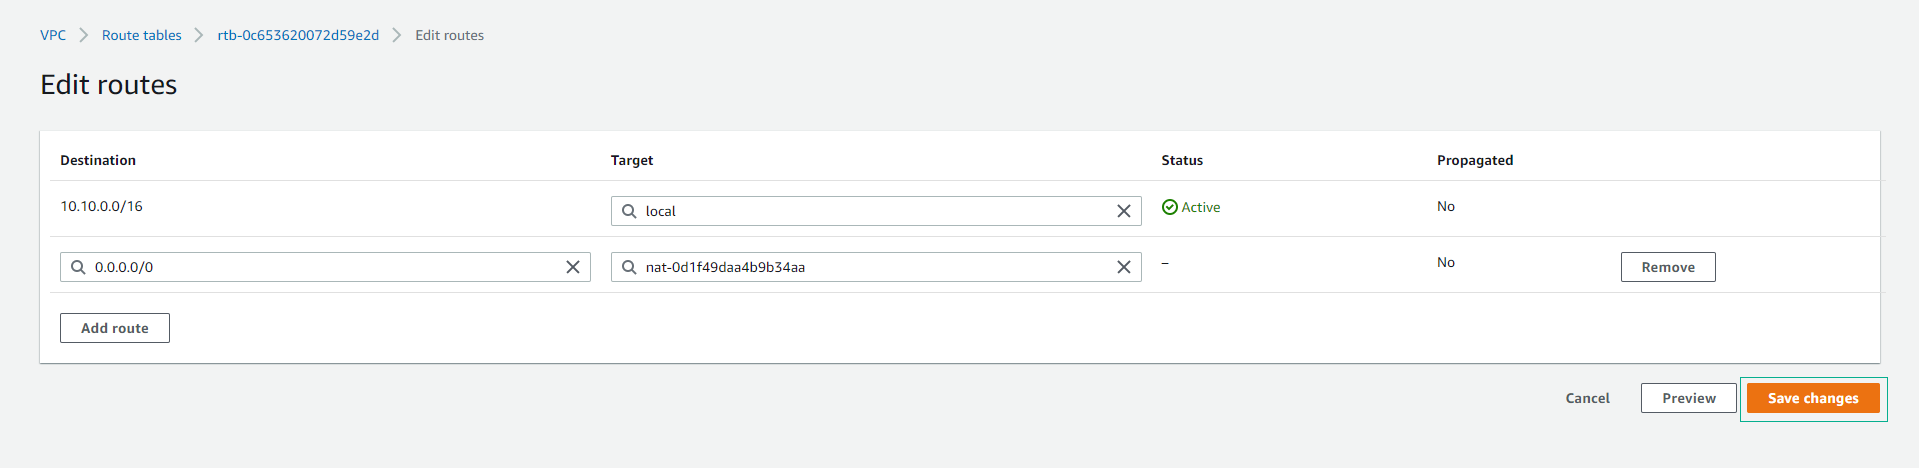 VPC > Route tables > rtb-0c653620072d59e2d > Edit routes
Edit routes
Destination Target Status Propagated
10.10.0.0/16 local Active No
0.0.0.0/0 nat-0d1f49daa4b9b34aa – No Remove
Add route
Cancel Preview Save changes